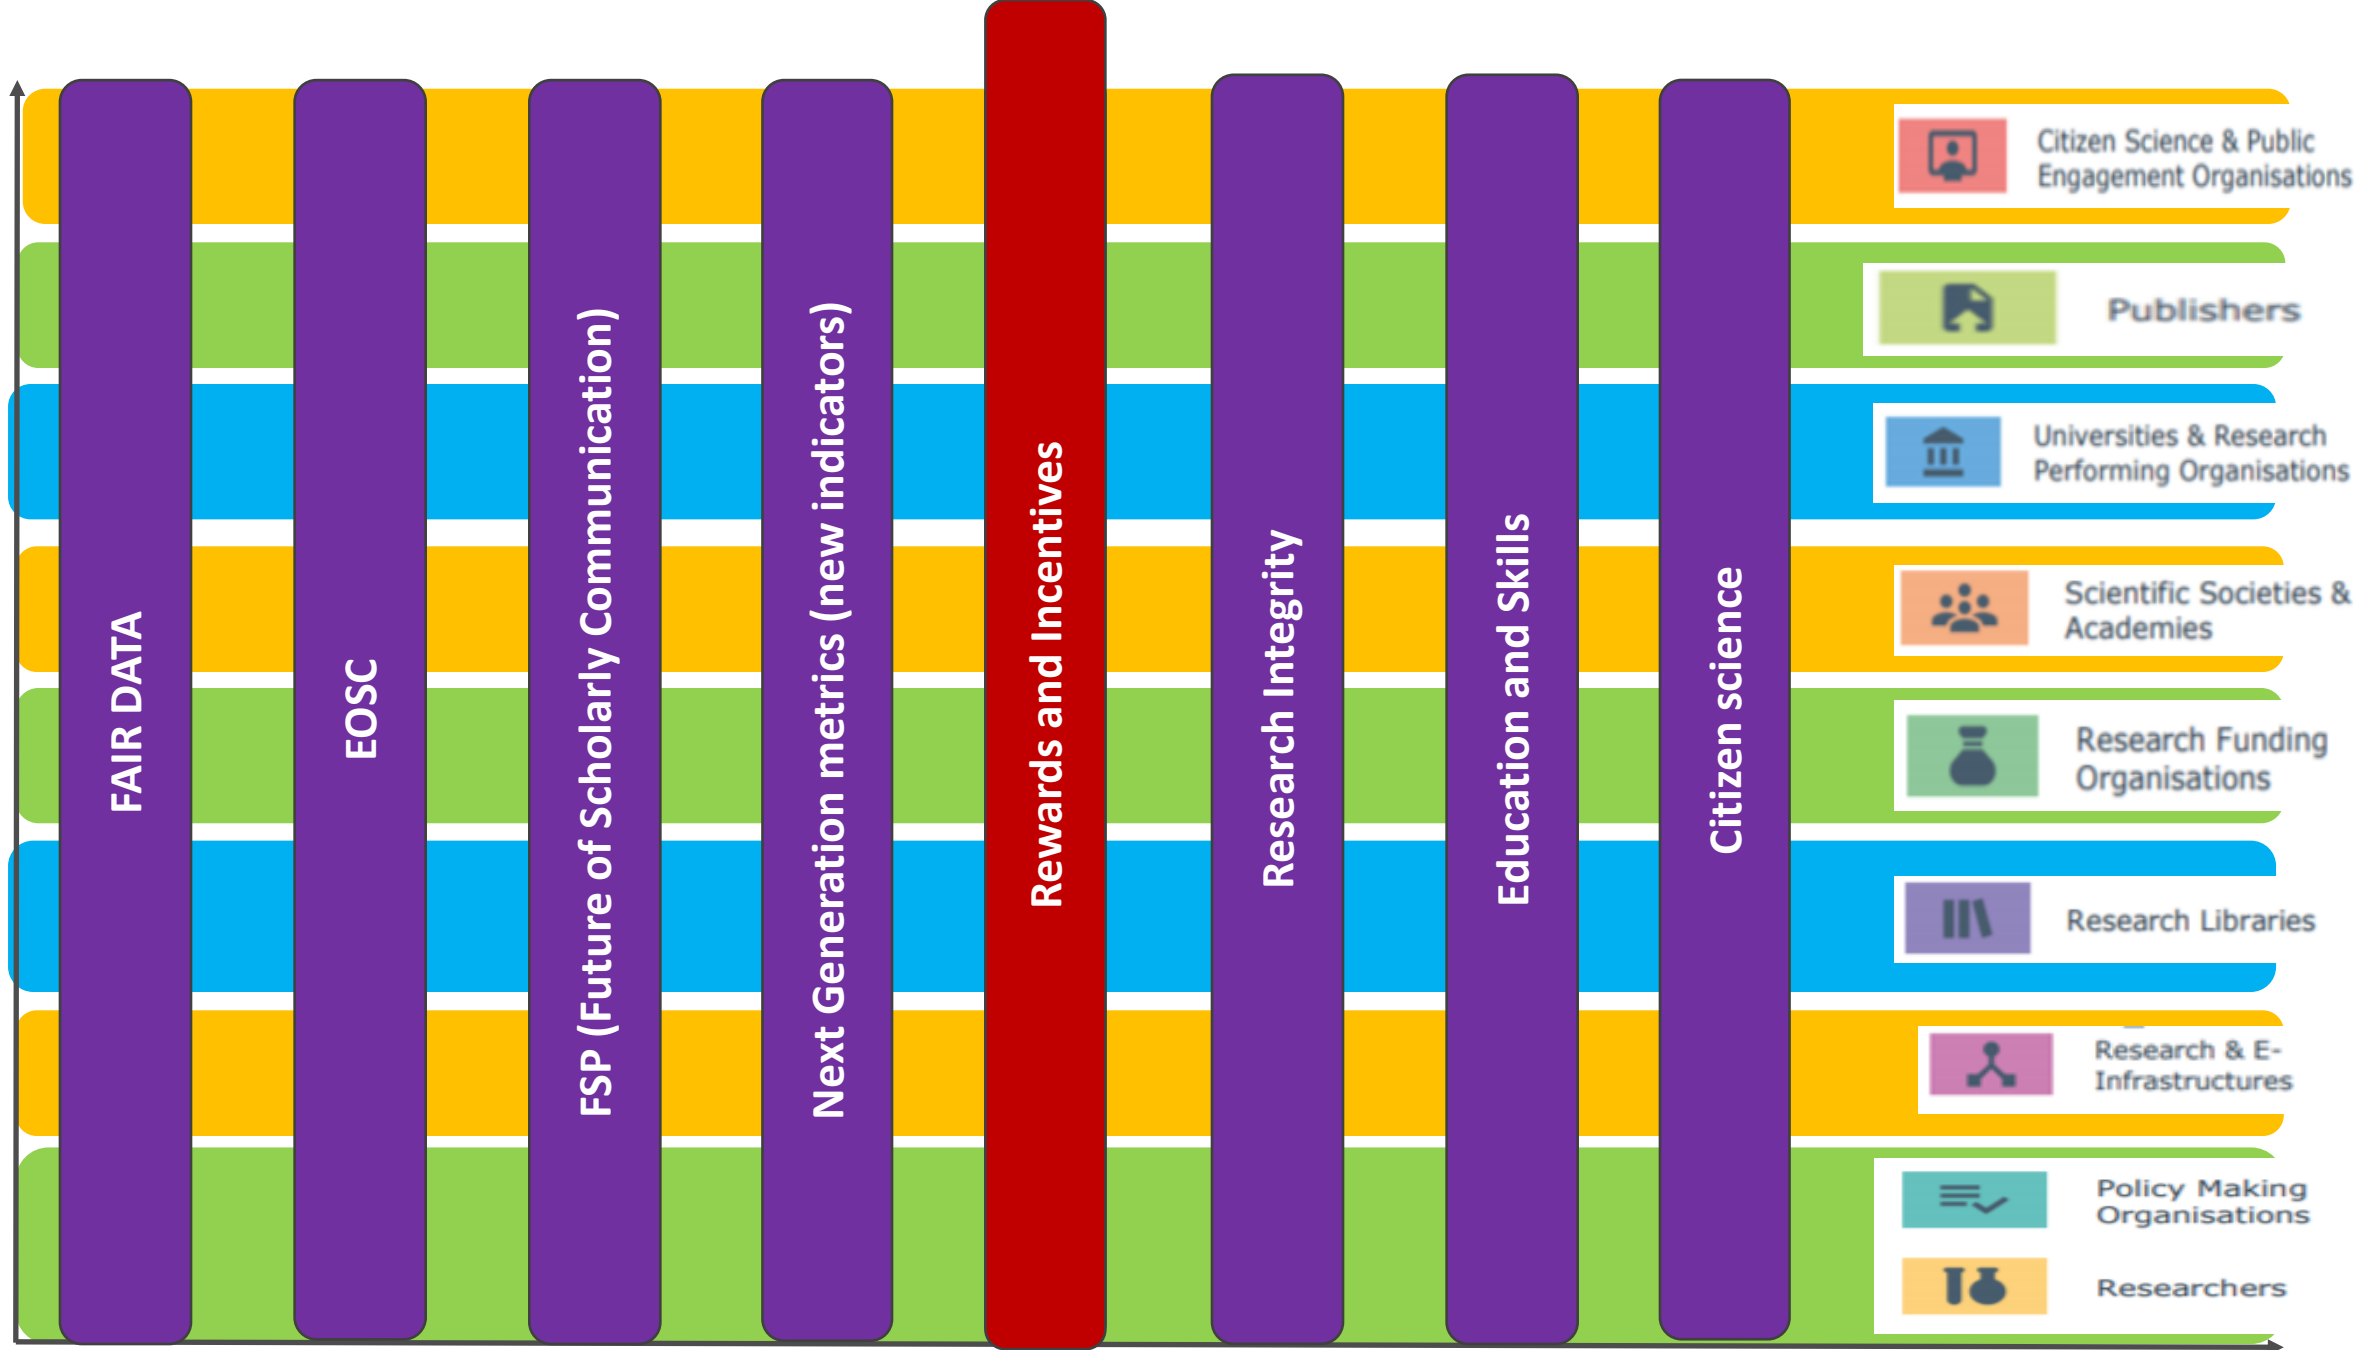 FAIR DATA
EOSC
FSP (Future of Scholarly Communication)
Next Generation metrics (new indicators)
Rewards and Incentives
Research Integrity
Education and Skills
Citizen science
Citizen Science & Public
Engagement Organisations
Publishers
Universities & Research
Performing Organisations
Scientific Societies &
Academies
Research Funding
Organisations
Research Libraries
Research & E-
Infrastructures
Policy Making
Organisations
Researchers